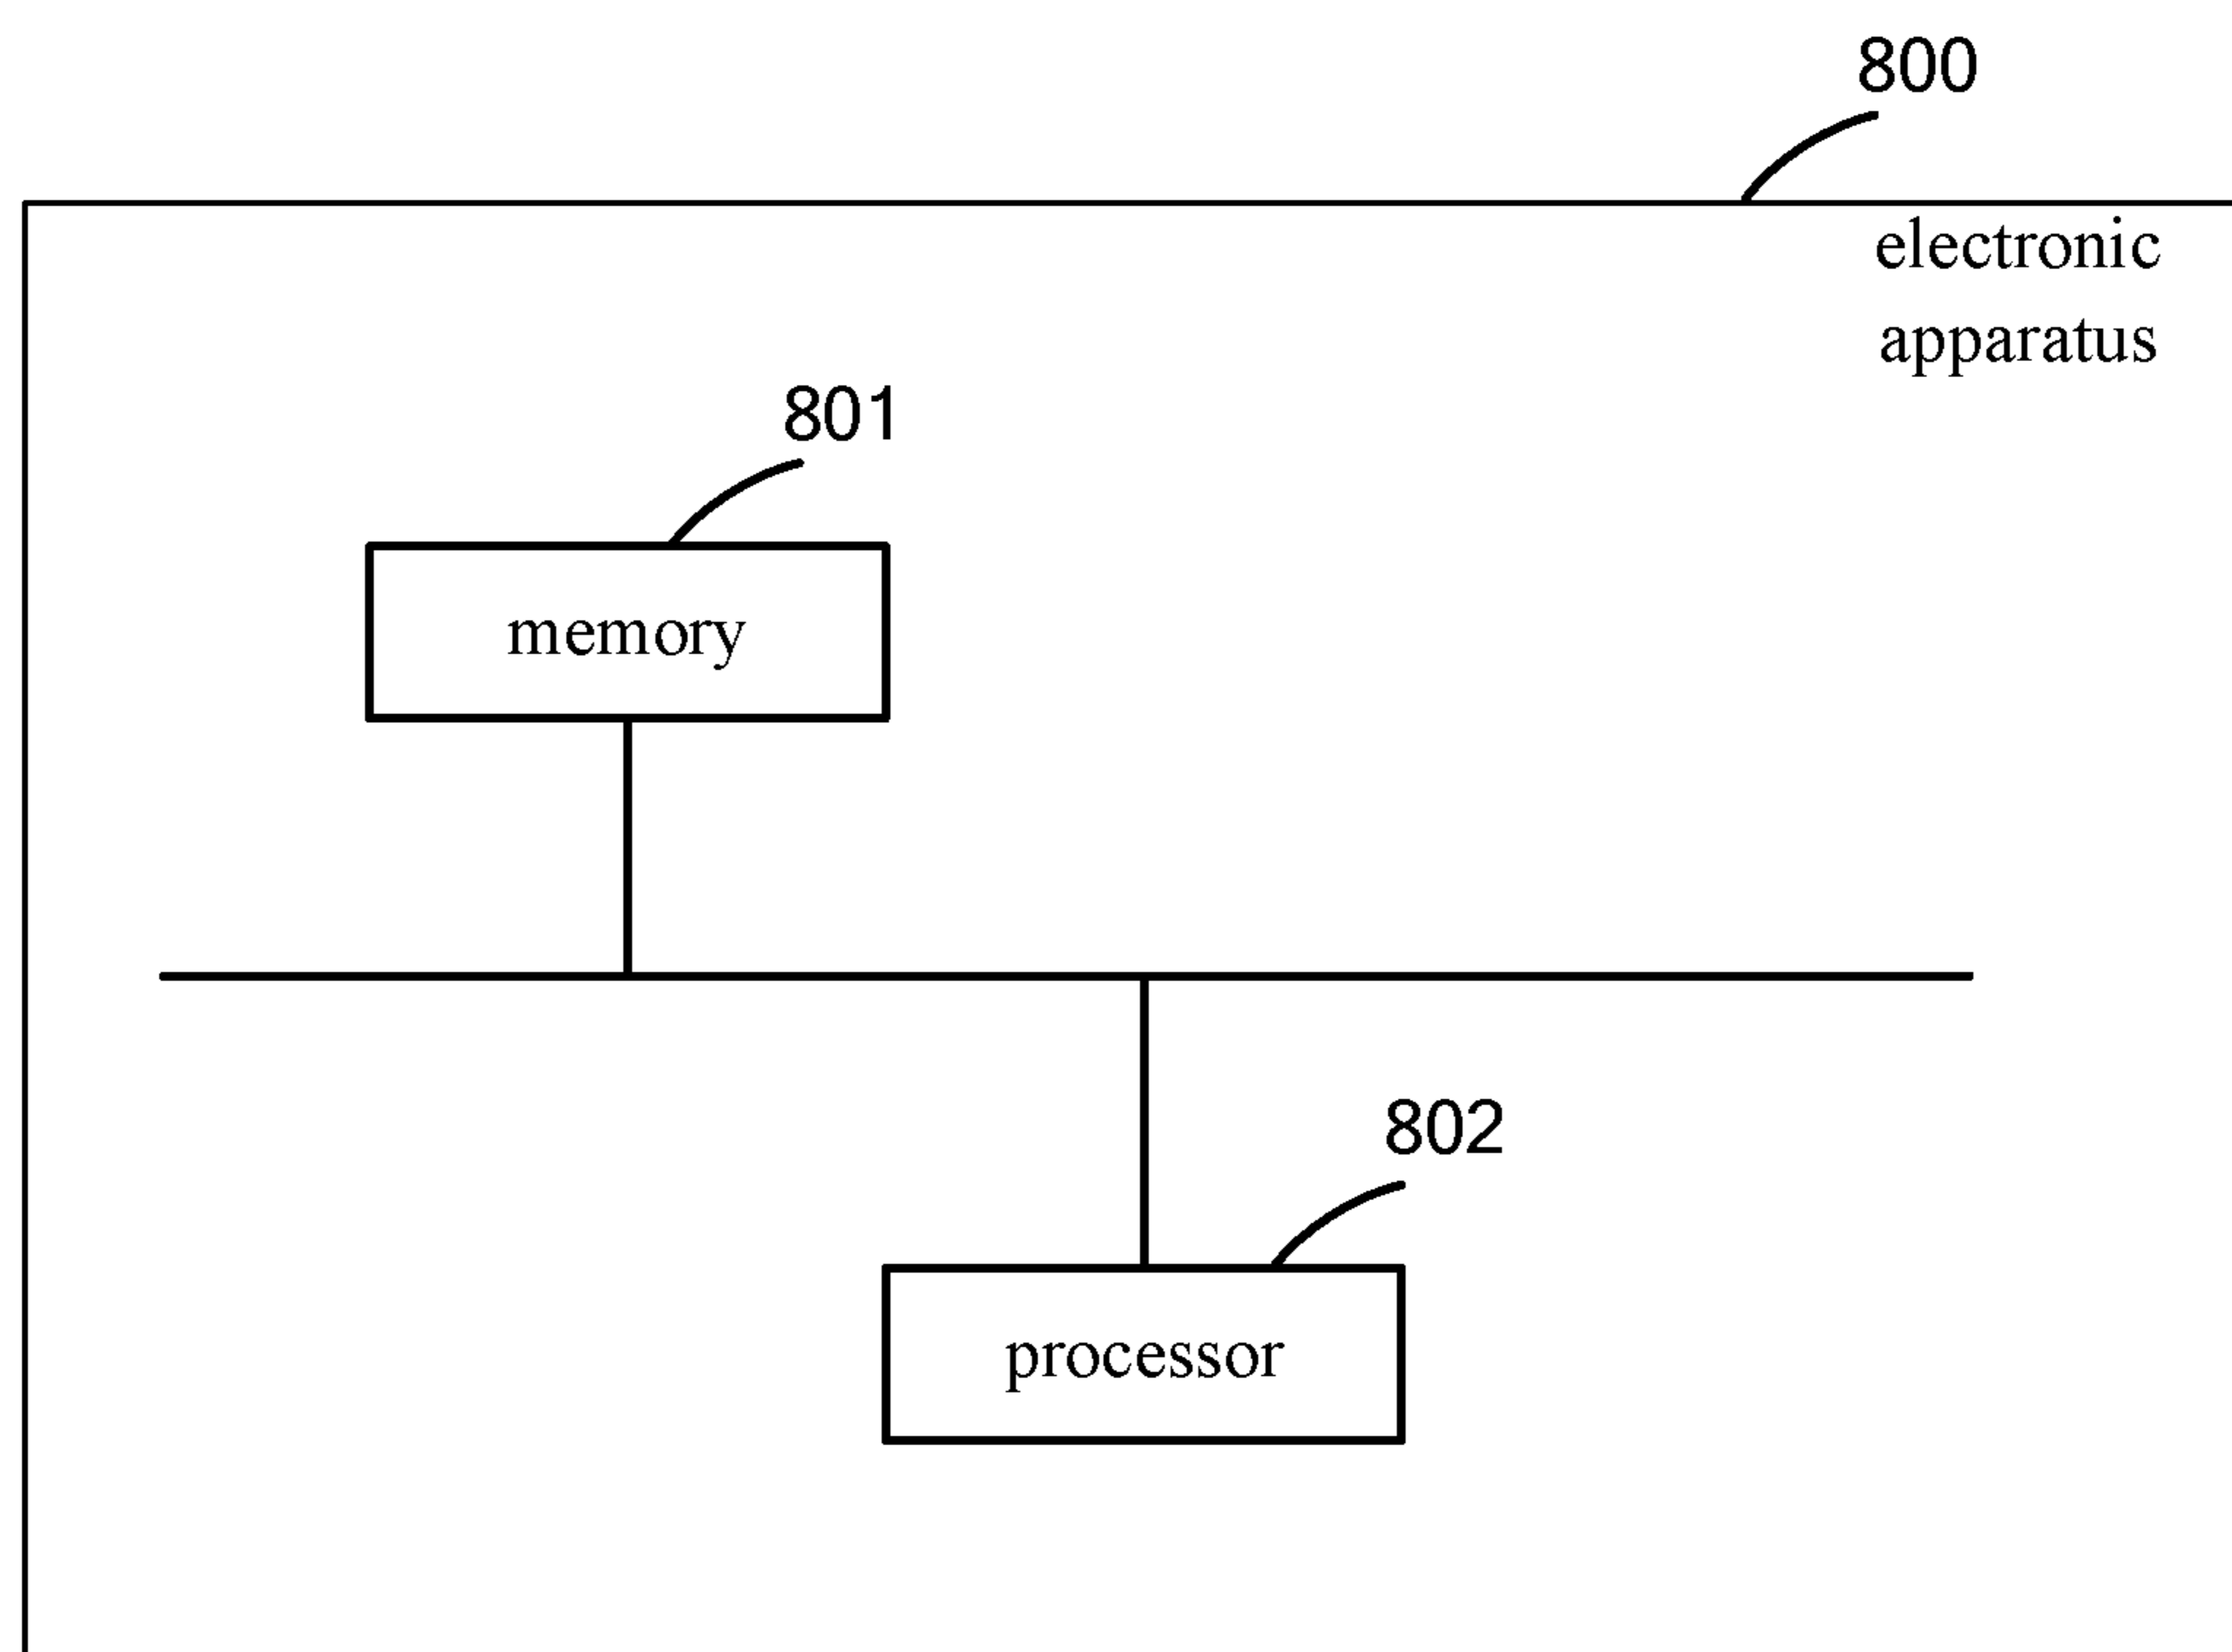 800
electronic
apparatus
801
memory
802
processor